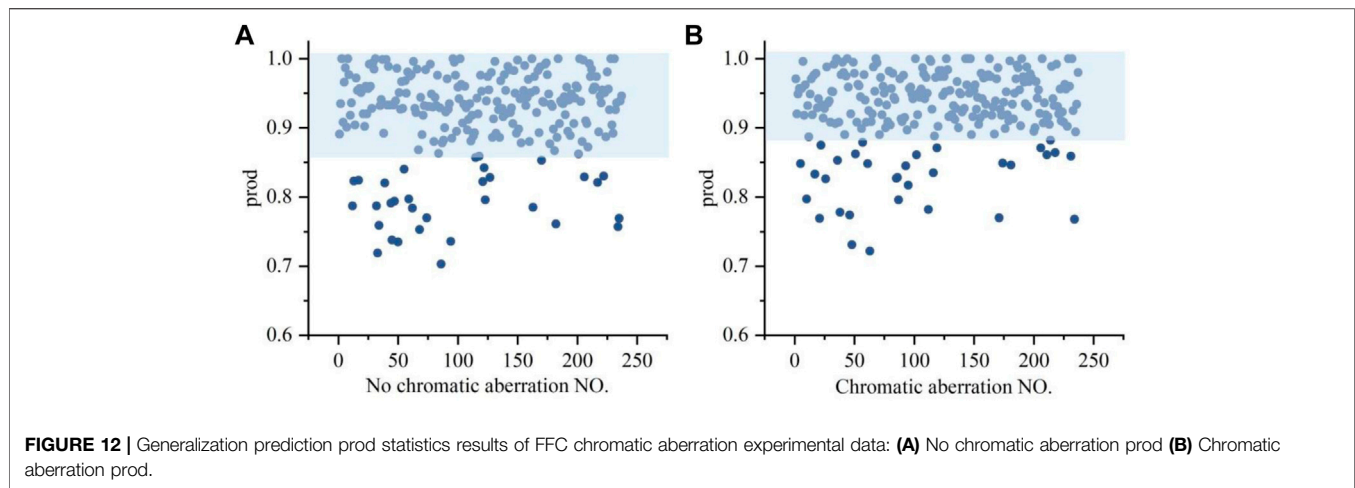 A
1.0
0.9
0.8
0.7
0.6
prod
0 50 100 150 200 250
No chromatic aberration NO.
B
1.0
0.9
0.8
0.7
0.6
prod
0 50 100 150 200 250
Chromatic aberration NO.
FIGURE 12 | Generalization prediction prod statistics results of FFC chromatic aberration experimental data: (A) No chromatic aberration prod (B) Chromatic
aberration prod.